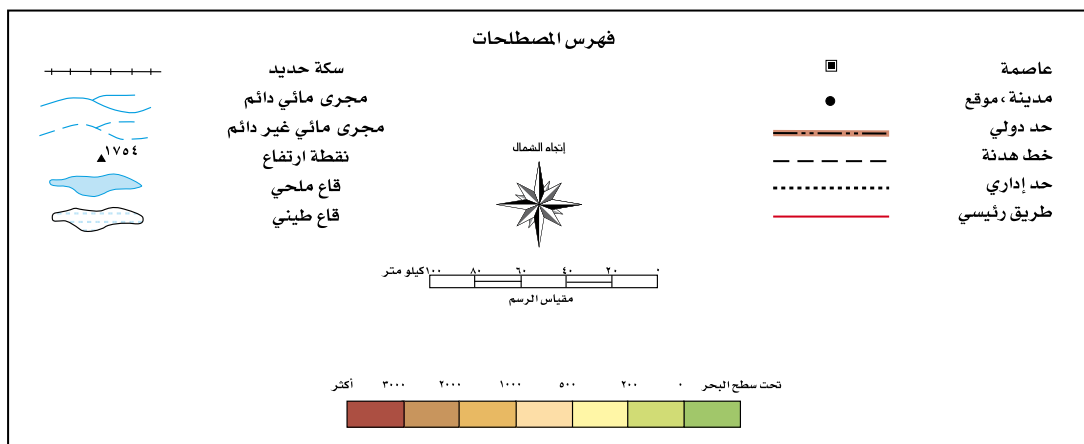 فهرس المصطلحات
عاصمة
مدينة، موقع
حد دولي
خط هدنة
حد إداري
طريق رئيسي
سكة حديد
مجرى مائي دائم
مجرى مائي غير دائم
نقطة ارتفاع
١٧٥٤
قاع ملحي
قاع طيني
إتجاه الشمال
٠ ٢٠ ٤٠ ٦٠ ٨٠ ١٠٠ كيلو متر
مقياس الرسم
تحت سطح البحر ٠ ٢٠٠ ٥٠٠ ١٠٠٠ ٢٠٠٠ ٣٠٠٠ أكثر